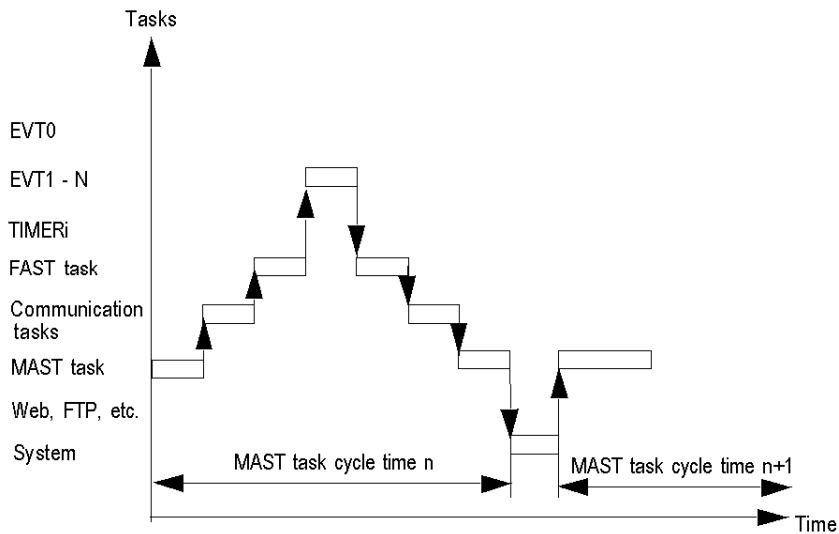 Tasks
EVT0
EVT1 - N
TIMERi
FAST task
Communication
tasks
MAST task
Web, FTP, etc.
System
MAST task cycle time n
MAST task cycle time n+1
Time